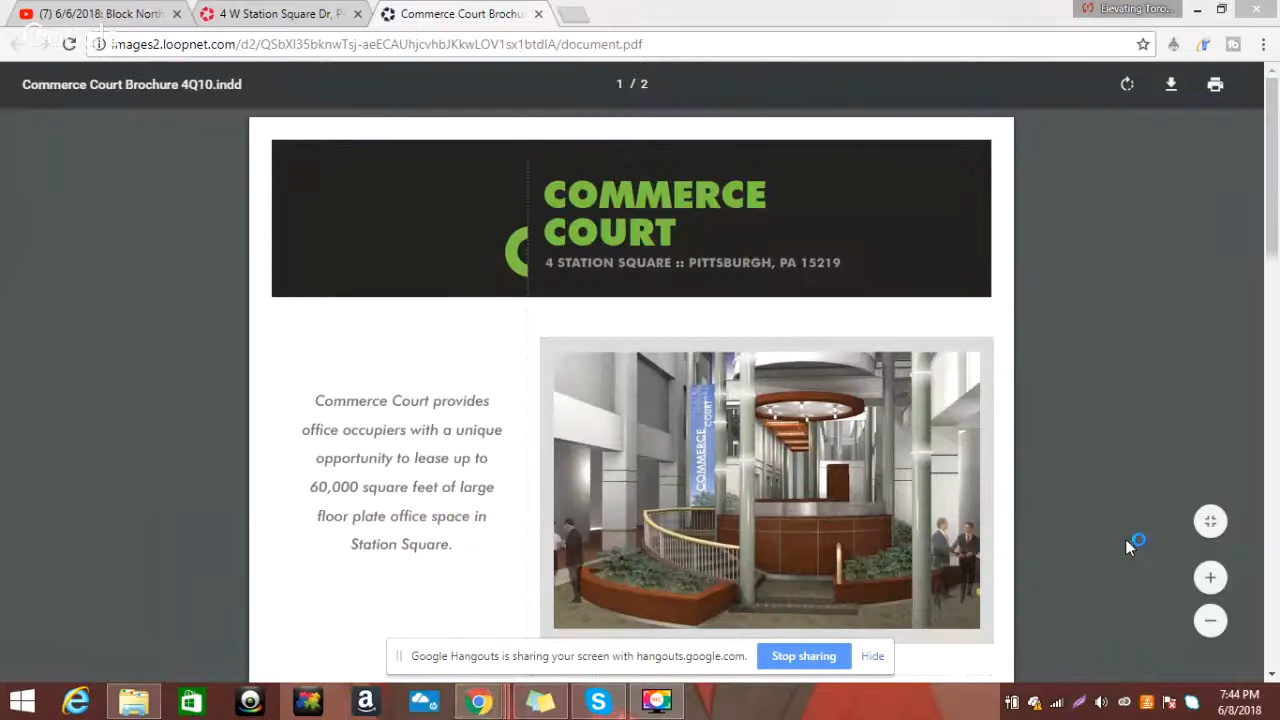 (7) 6/6/2018: Block North
4 W Station Square Dr, P
Commerce Court Brochu
Elevating Toro...
images2.loopnet.com/d2/QSbXl35bknwTsj-aeECAUhjcvhbJKkwLOV1sx1btdIA/document.pdf
Commerce Court Brochure 4Q10.indd
1 / 2
COMMERCE
COURT
4 STATION SQUARE :: PITTSBURGH, PA 15219
Commerce Court provides
office occupiers with a unique
opportunity to lease up to
60,000 square feet of large
floor plate office space in
Station Square.
COMMERCE
COURT
Google Hangouts is sharing your screen with hangouts.google.com.
Stop sharing
Hide
7:44 PM
6/8/2018